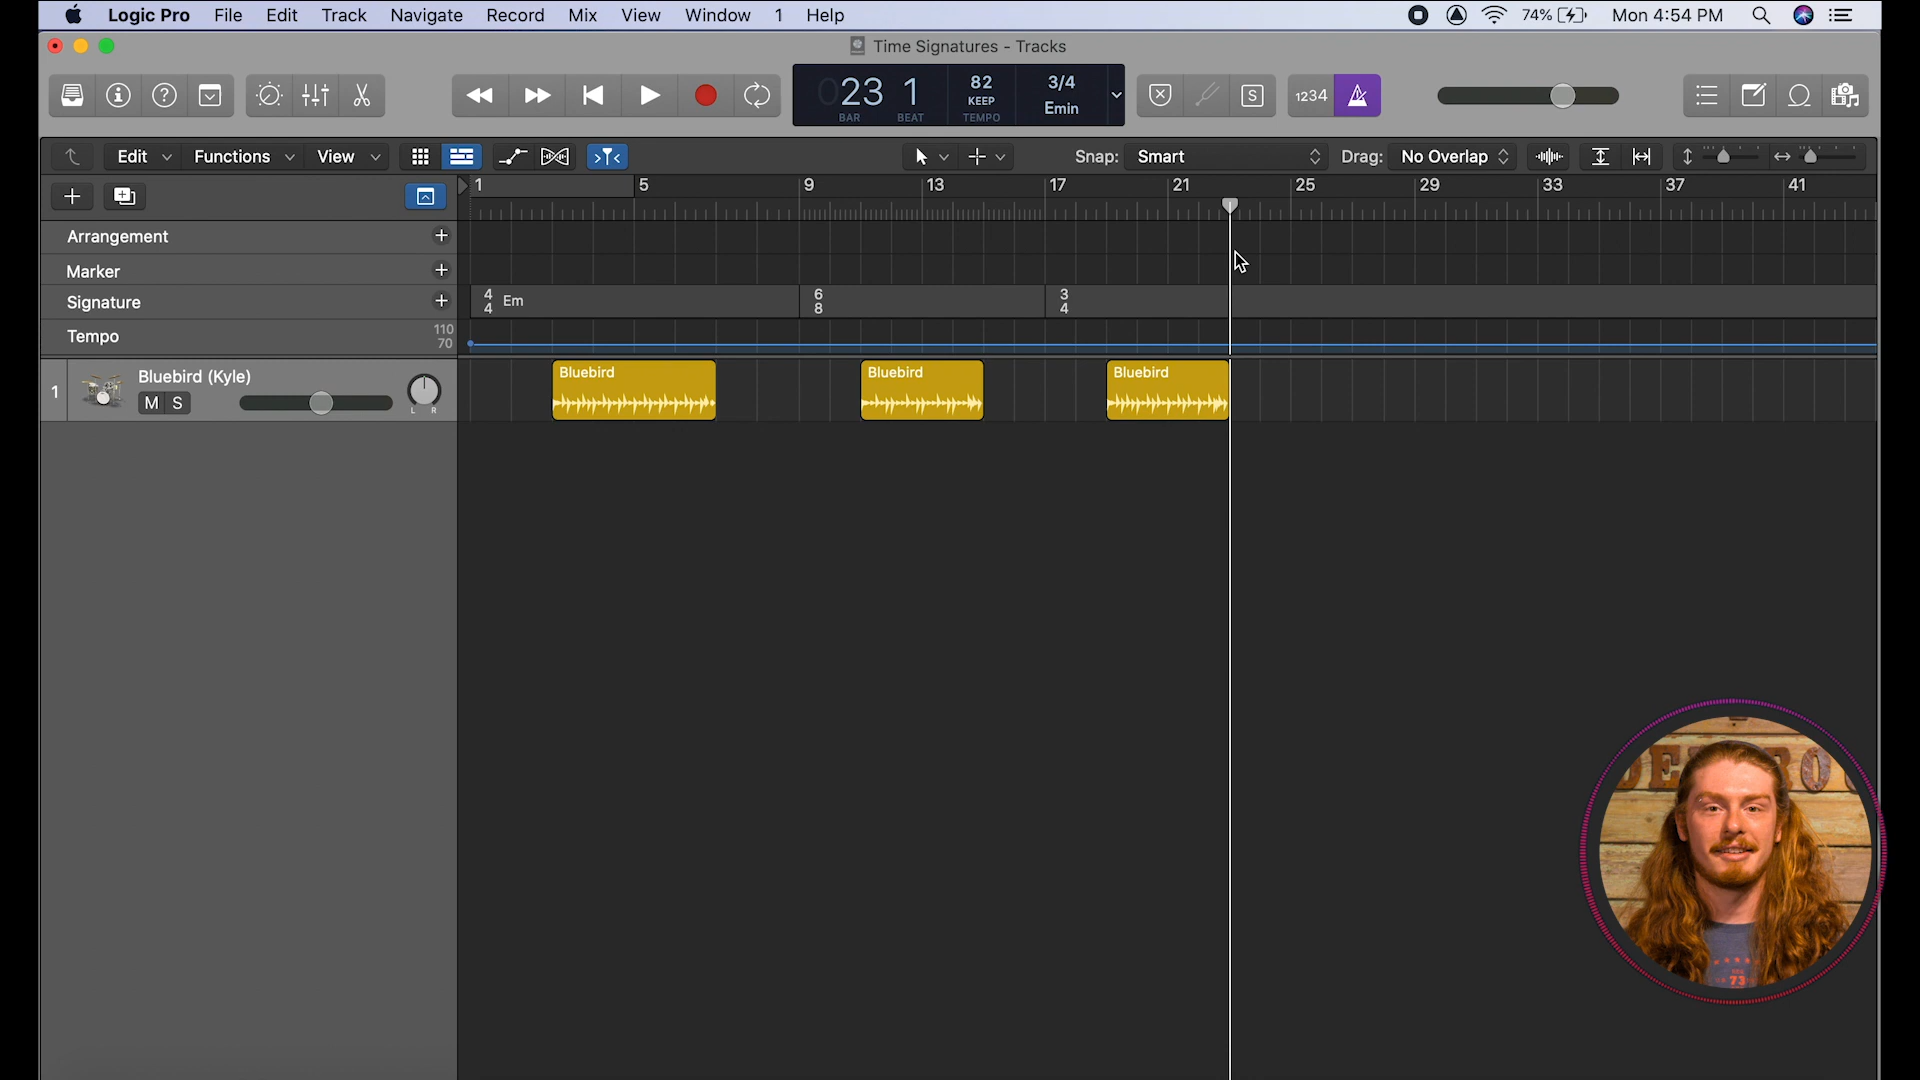 Logic Pro File Edit Track Navigate Record Mix View Window 1 Help 74% Mon 4:54 PM
Time Signatures - Tracks
23 1 82 3/4
KEEP Emin
BAR BEAT TEMPO
S 1234
Edit Functions View Snap: Smart Drag: No Overlap
1 5 9 13 17 21 25 29 33 37 41
Arrangement +
Marker +
Signature +
4 4 Em
6 8
3 4
Tempo 110 70
1 Bluebird (Kyle)
M S
L R
Bluebird Bluebird Bluebird
73